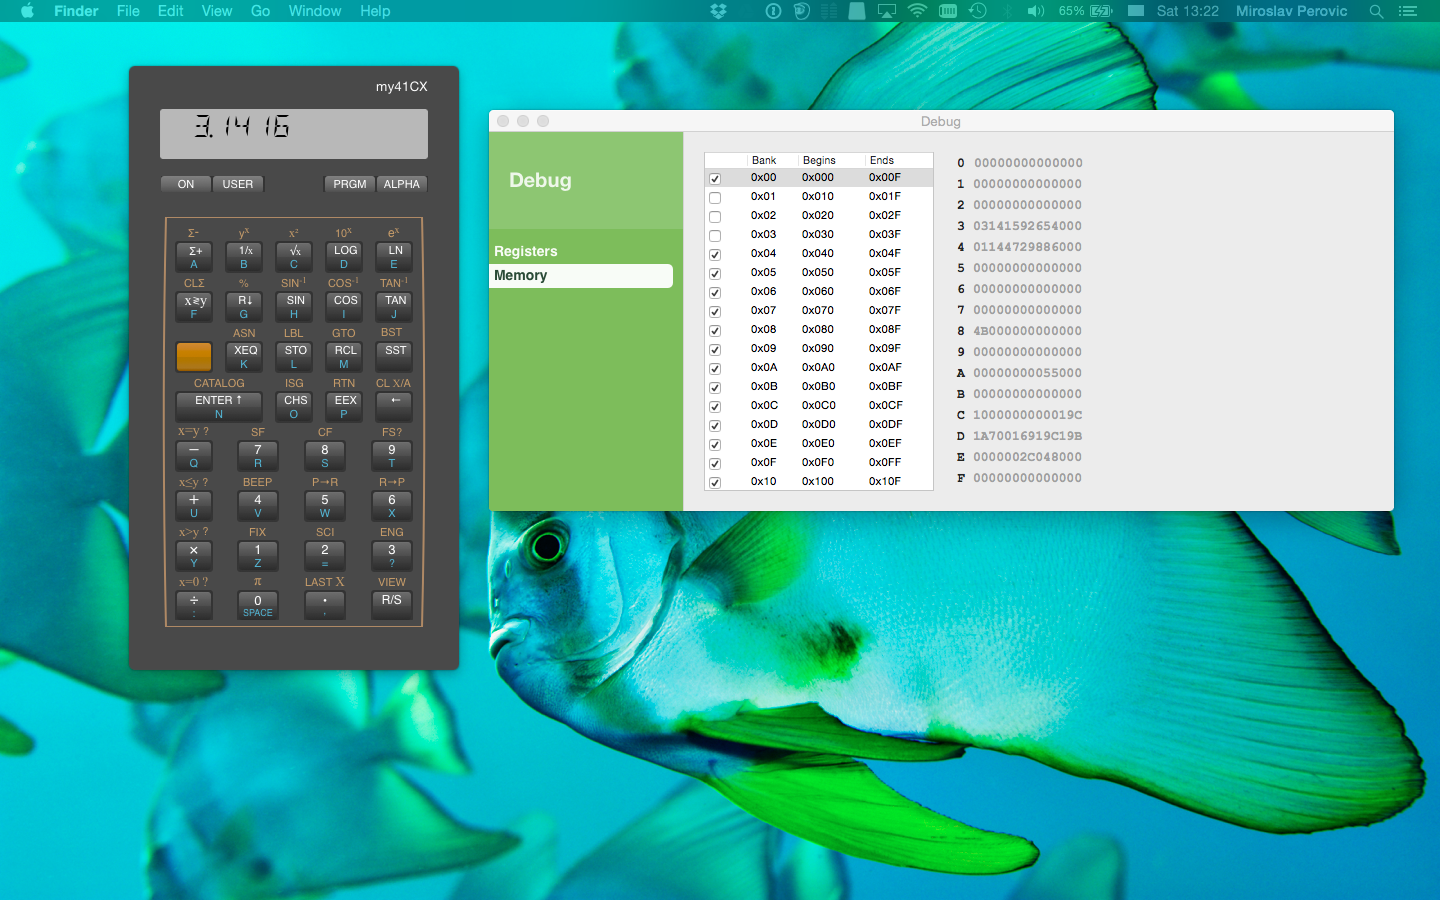 Finder File Edit View Go Window Help 65% Sat 13:22 Miroslav Perovic
my41CX
3.1416
ON USER PRGM ALPHA
Σ- yˣ x² 10ˣ eˣ
Σ+ 1/x √x LOG LN
A B C D E
CLΣ % SIN⁻¹ COS⁻¹ TAN⁻¹
x≷y R↓ SIN COS TAN
F G H I J
ASN LBL GTO BST
XEQ STO RCL SST
K L M
CATALOG ISG RTN CL X/A
ENTER ↑ CHS EEX ←
N O P
x=y ? SF CF FS?
− 7 8 9
Q R S T
x≤y ? BEEP P→R R→P
+ 4 5 6
U V W X
x>y ? FIX SCI ENG
× 1 2 3
Y Z = ?
x=0 ? π LAST X VIEW
÷ 0 • R/S
: SPACE ,
Debug
Debug
Registers
Memory
Bank Begins Ends
0x00 0x000 0x00F
0x01 0x010 0x01F
0x02 0x020 0x02F
0x03 0x030 0x03F
0x04 0x040 0x04F
0x05 0x050 0x05F
0x06 0x060 0x06F
0x07 0x070 0x07F
0x08 0x080 0x08F
0x09 0x090 0x09F
0x0A 0x0A0 0x0AF
0x0B 0x0B0 0x0BF
0x0C 0x0C0 0x0CF
0x0D 0x0D0 0x0DF
0x0E 0x0E0 0x0EF
0x0F 0x0F0 0x0FF
0x10 0x100 0x10F
0 00000000000000
1 00000000000000
2 00000000000000
3 03141592654000
4 01144729886000
5 00000000000000
6 00000000000000
7 00000000000000
8 4B000000000000
9 00000000000000
A 00000000055000
B 00000000000000
C 1000000000019C
D 1A70016919C19B
E 0000002C048000
F 00000000000000